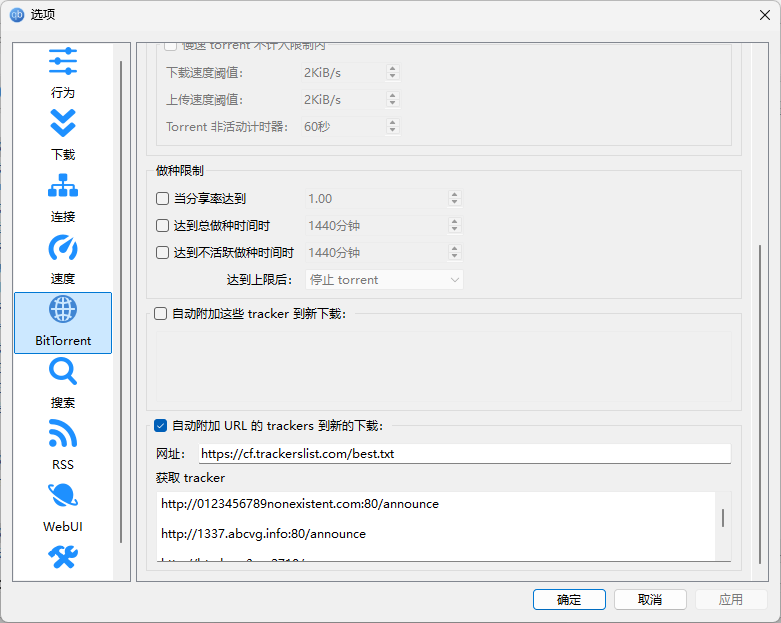 选项
行为
下载
连接
速度
BitTorrent
搜索
RSS
WebUI
慢速 torrent 不计入限制内
下载速度阈值: 2KiB/s
上传速度阈值: 2KiB/s
Torrent 非活动计时器: 60秒
做种限制
当分享率达到 1.00
达到总做种时间时 1440分钟
达到不活跃做种时间时 1440分钟
达到上限后: 停止 torrent
自动附加这些 tracker 到新下载:
自动附加 URL 的 trackers 到新的下载:
网址: https://cf.trackerslist.com/best.txt
获取 tracker
http://0123456789nonexistent.com:80/announce
http://1337.abcvg.info:80/announce
确定 取消 应用